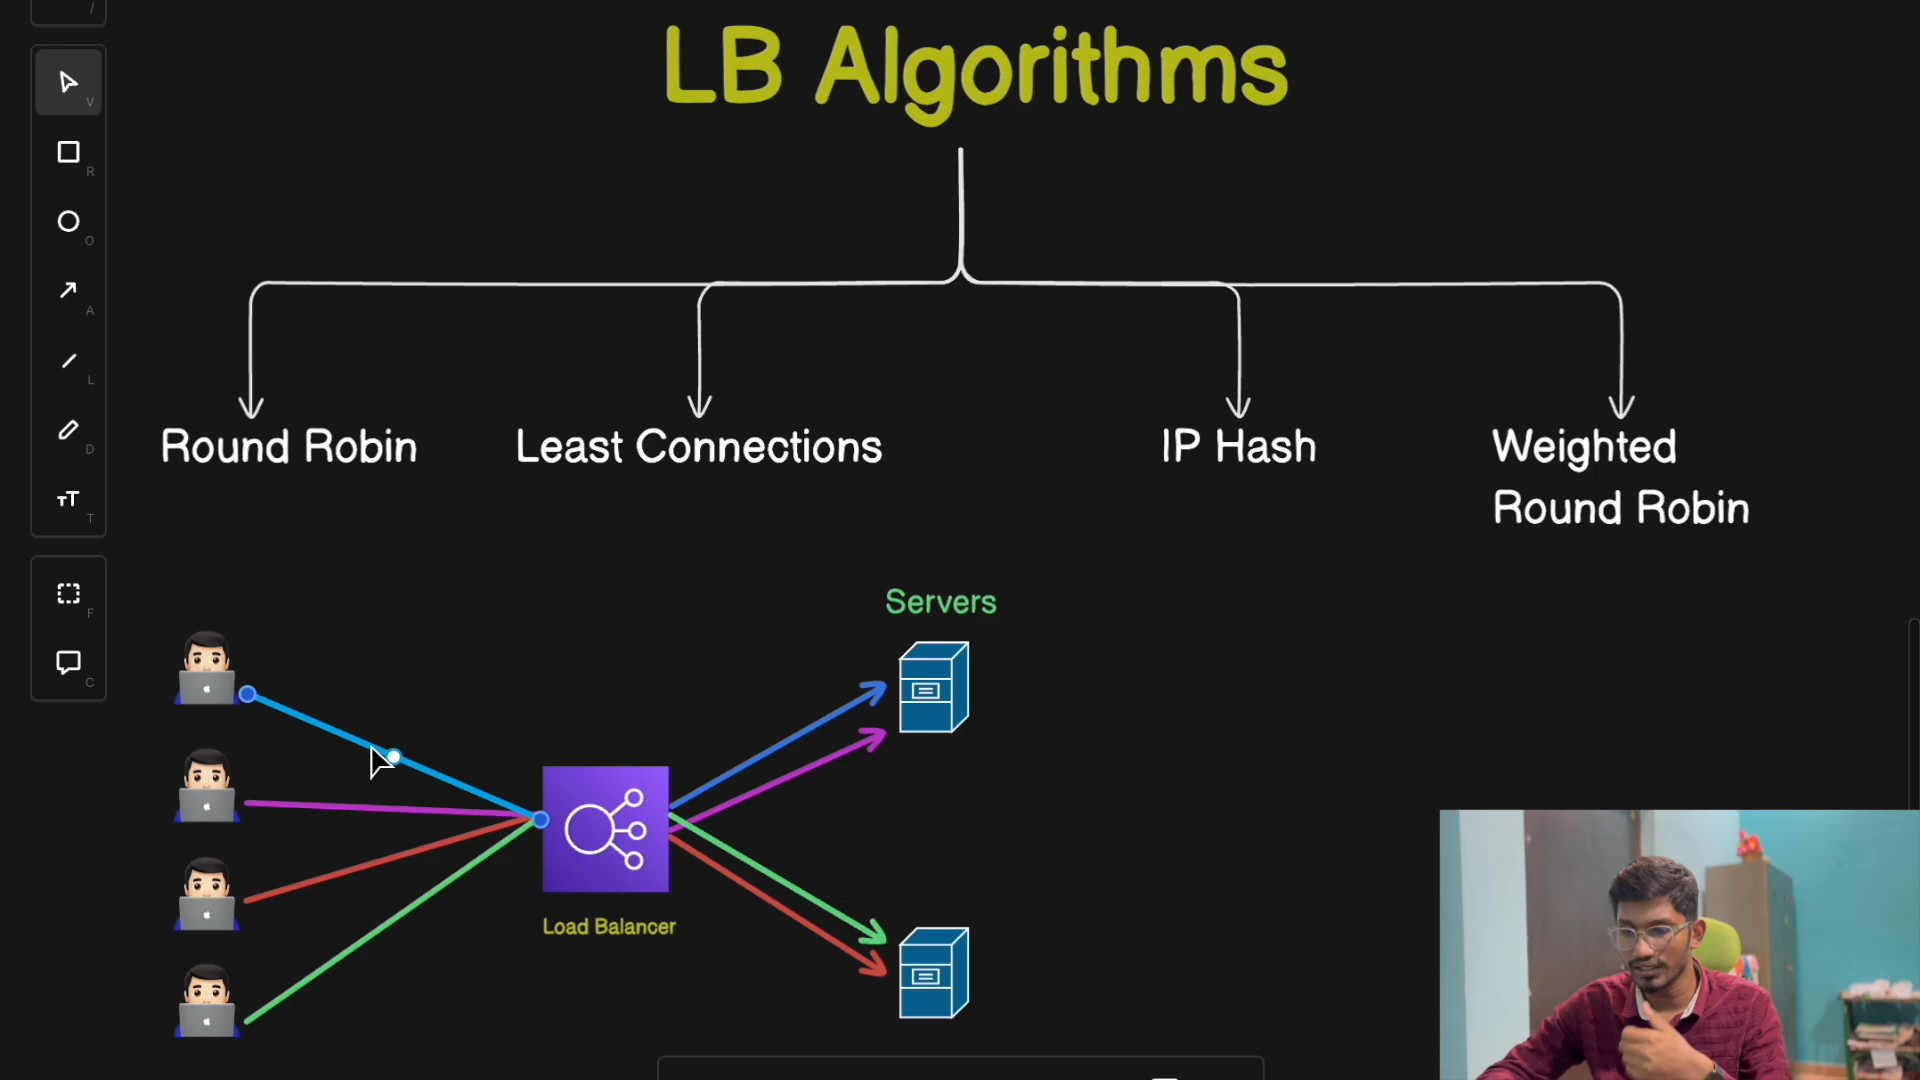 LB Algorithms
/
V
R
O
A
L
D
T
F
C
Round Robin
Least Connections
IP Hash
Weighted
Round Robin
Servers
Load Balancer